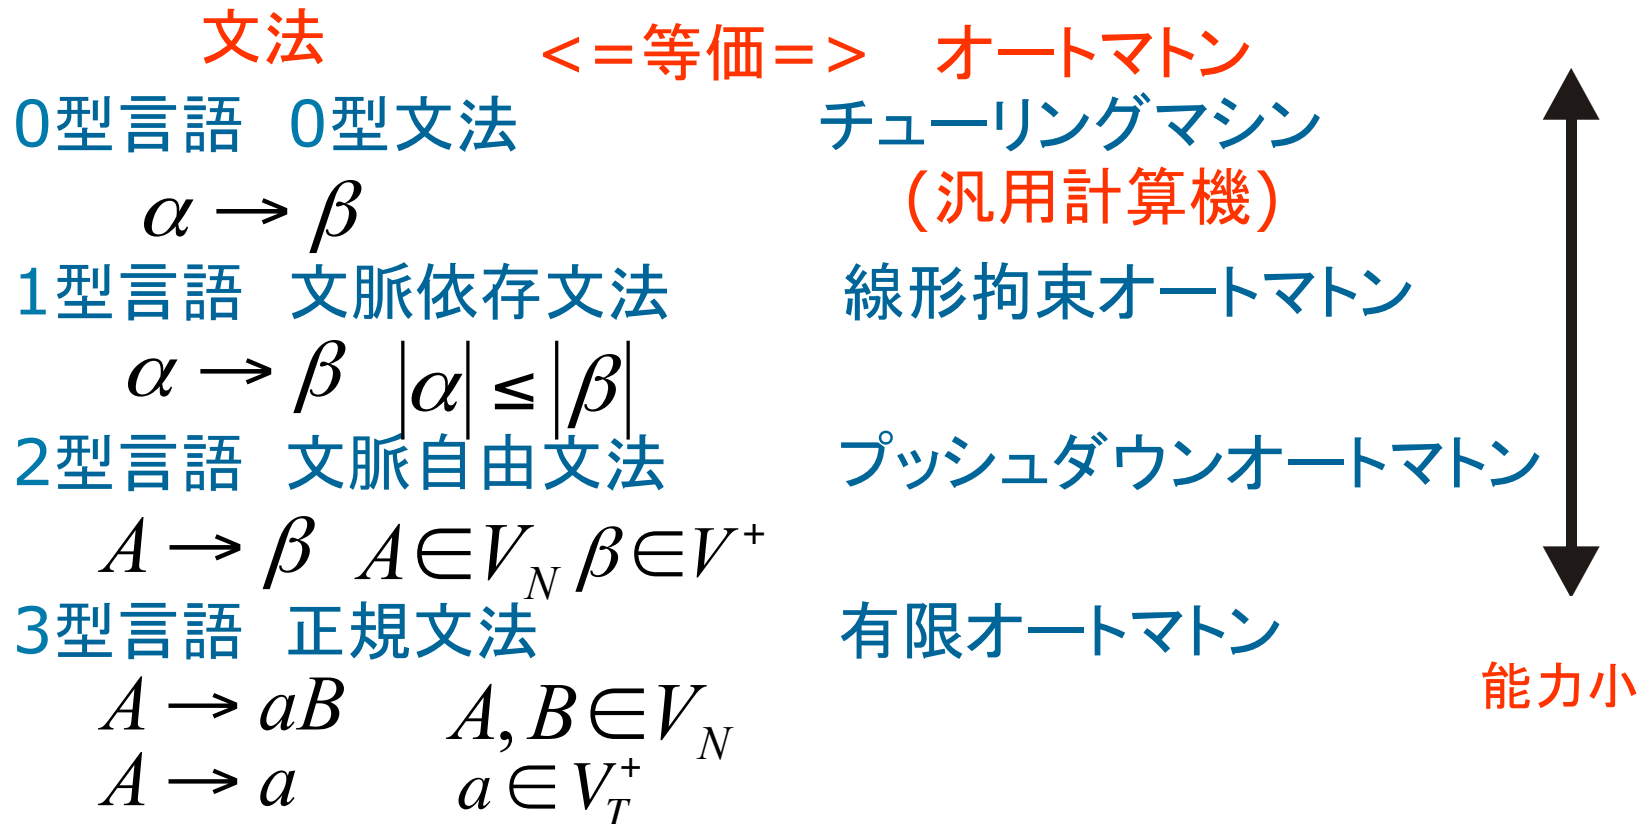 文法 <=等価=> オートマトン
0型言語 0型文法 チューリングマシン
α → β (汎用計算機)
1型言語 文脈依存文法 線形拘束オートマトン
α → β |α| ≤ |β|
2型言語 文脈自由文法 プッシュダウンオートマトン
A → β A ∈ V_N β ∈ V^+
3型言語 正規文法 有限オートマトン
能力小
A → aB A, B ∈ V_N
A → a a ∈ V_T^+